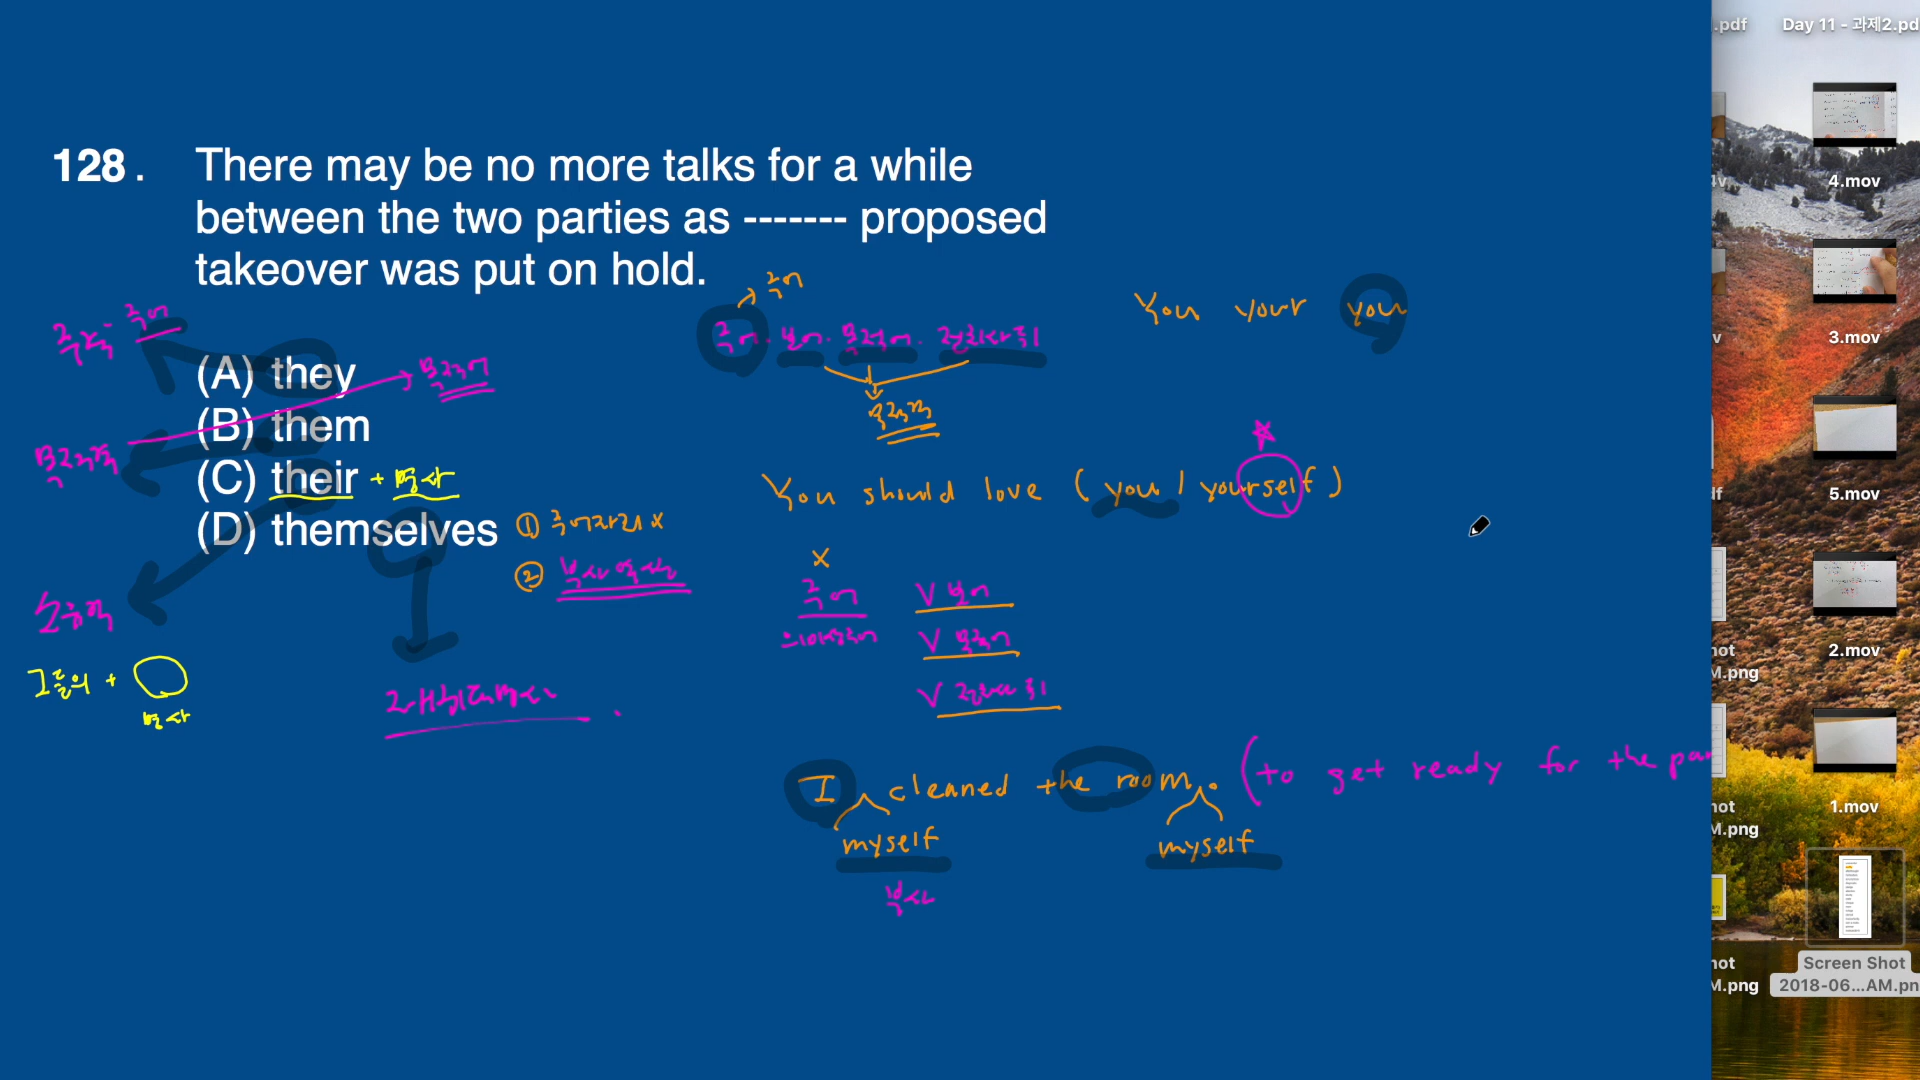 128. There may be no more talks for a while
between the two parties as ------- proposed
takeover was put on hold.
주격 - 주어
(A) they
목적어
(B) them
목적격
(C) their + 명사
(D) themselves
① 주어자리 x
② 부사 역할
소유격
그들의 +
명사
재귀대명사.
주어
주어. 보어. 목적어. 전치사 뒤
목적격
You your you
You should love (you / yourself)
x
주어
V 보어
V 목적어
V 전치사 뒤
I cleaned the room. (to get ready for the par
myself
myself
부사
.pdf
Day 11 - 과제2.pd
4.mov
3.mov
5.mov
2.mov
M.png
1.mov
M.png
Screen Shot
2018-06...AM.pn
M.png